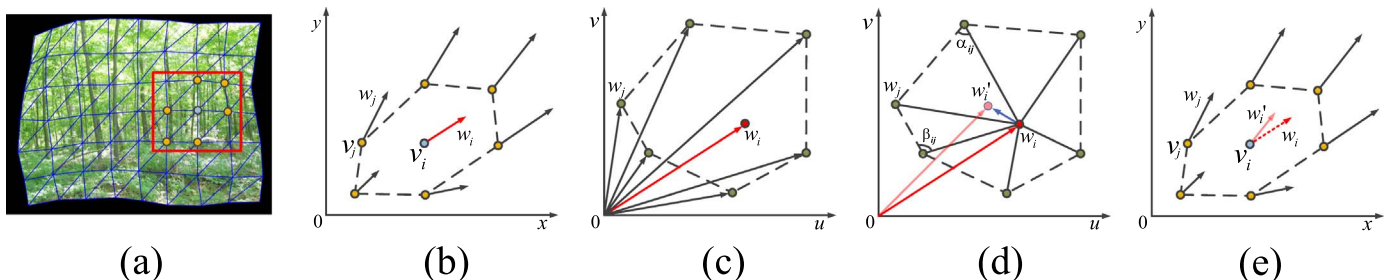 y
w_j
v_j
v_i
w_i
0
x
(a)
(b)
v
w_j
w_i
0
u
(c)
v
α_ij
w_j
w_i'
β_ij
w_i
0
u
(d)
y
w_j
v_j
w_i'
v_i
w_i
0
x
(e)